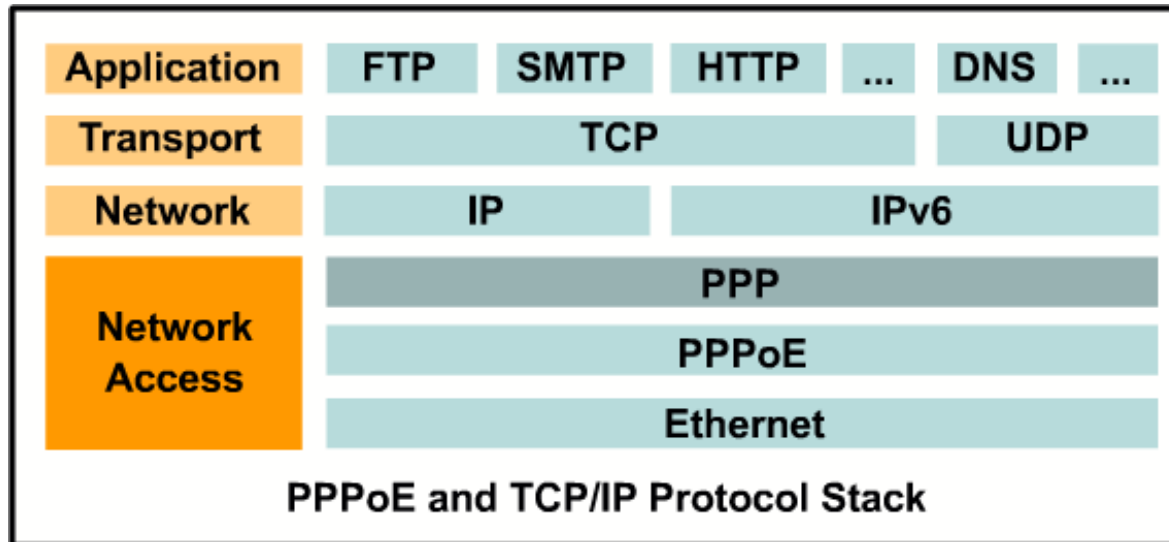 Application FTP SMTP HTTP ... DNS ...
Transport TCP UDP
Network IP IPv6
Network
Access
PPP
PPPoE
Ethernet
PPPoE and TCP/IP Protocol Stack